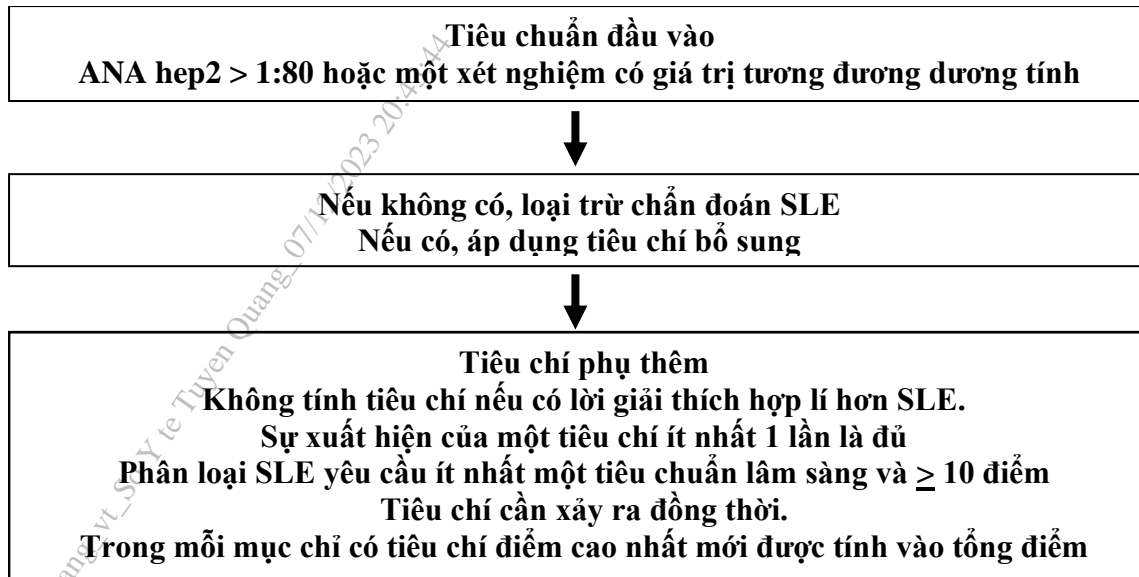 Tiêu chuẩn đầu vào
ANA hep2 > 1:80 hoặc một xét nghiệm có giá trị tương đương dương tính
Nếu không có, loại trừ chẩn đoán SLE
Nếu có, áp dụng tiêu chí bổ sung
Tiêu chí phụ thêm
Không tính tiêu chí nếu có lời giải thích hợp lí hơn SLE.
Sự xuất hiện của một tiêu chí ít nhất 1 lần là đủ
Phân loại SLE yêu cầu ít nhất một tiêu chuẩn lâm sàng và ≥ 10 điểm
Tiêu chí cần xảy ra đồng thời.
Trong mỗi mục chỉ có tiêu chí điểm cao nhất mới được tính vào tổng điểm